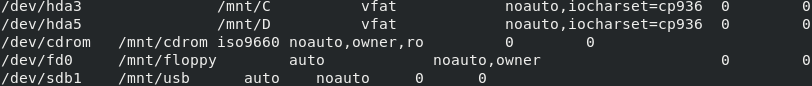 /dev/hda3 /mnt/C vfat noauto,iocharset=cp936 0 0
/dev/hda5 /mnt/D vfat noauto,iocharset=cp936 0 0
/dev/cdrom /mnt/cdrom iso9660 noauto,owner,ro 0 0
/dev/fd0 /mnt/floppy auto noauto,owner 0 0
/dev/sdb1 /mnt/usb auto noauto 0 0